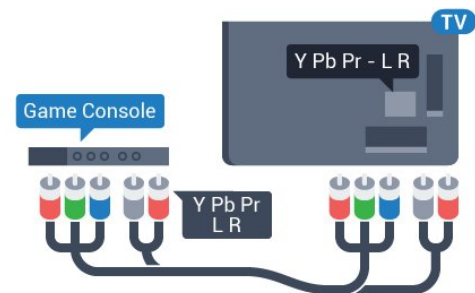 TV
Y Pb Pr - L R
Game Console
Y Pb Pr
L R